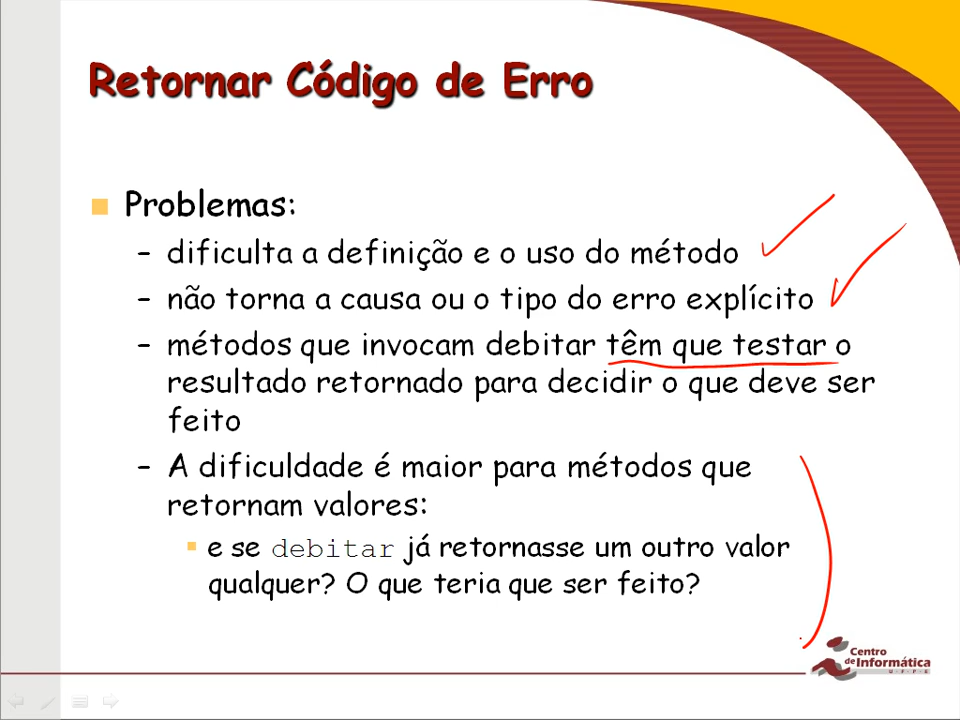 Retornar Código de Erro
Problemas:
– dificulta a definição e o uso do método
– não torna a causa ou o tipo do erro explícito
– métodos que invocam debitar têm que testar o
resultado retornado para decidir o que deve ser
feito
– A dificuldade é maior para métodos que
retornam valores:
e se debitar já retornasse um outro valor
qualquer? O que teria que ser feito?
Centro
de Informática
U F P E